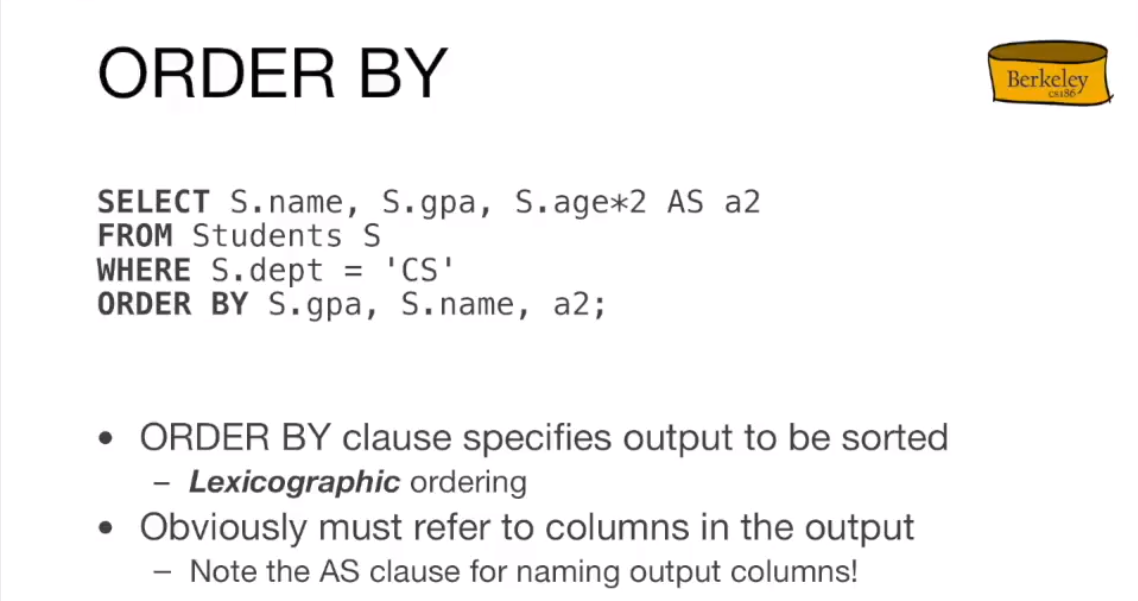 ORDER BY
Berkeley
CS186
SELECT S.name, S.gpa, S.age*2 AS a2
FROM Students S
WHERE S.dept = 'CS'
ORDER BY S.gpa, S.name, a2;
• ORDER BY clause specifies output to be sorted
– Lexicographic ordering
• Obviously must refer to columns in the output
– Note the AS clause for naming output columns!